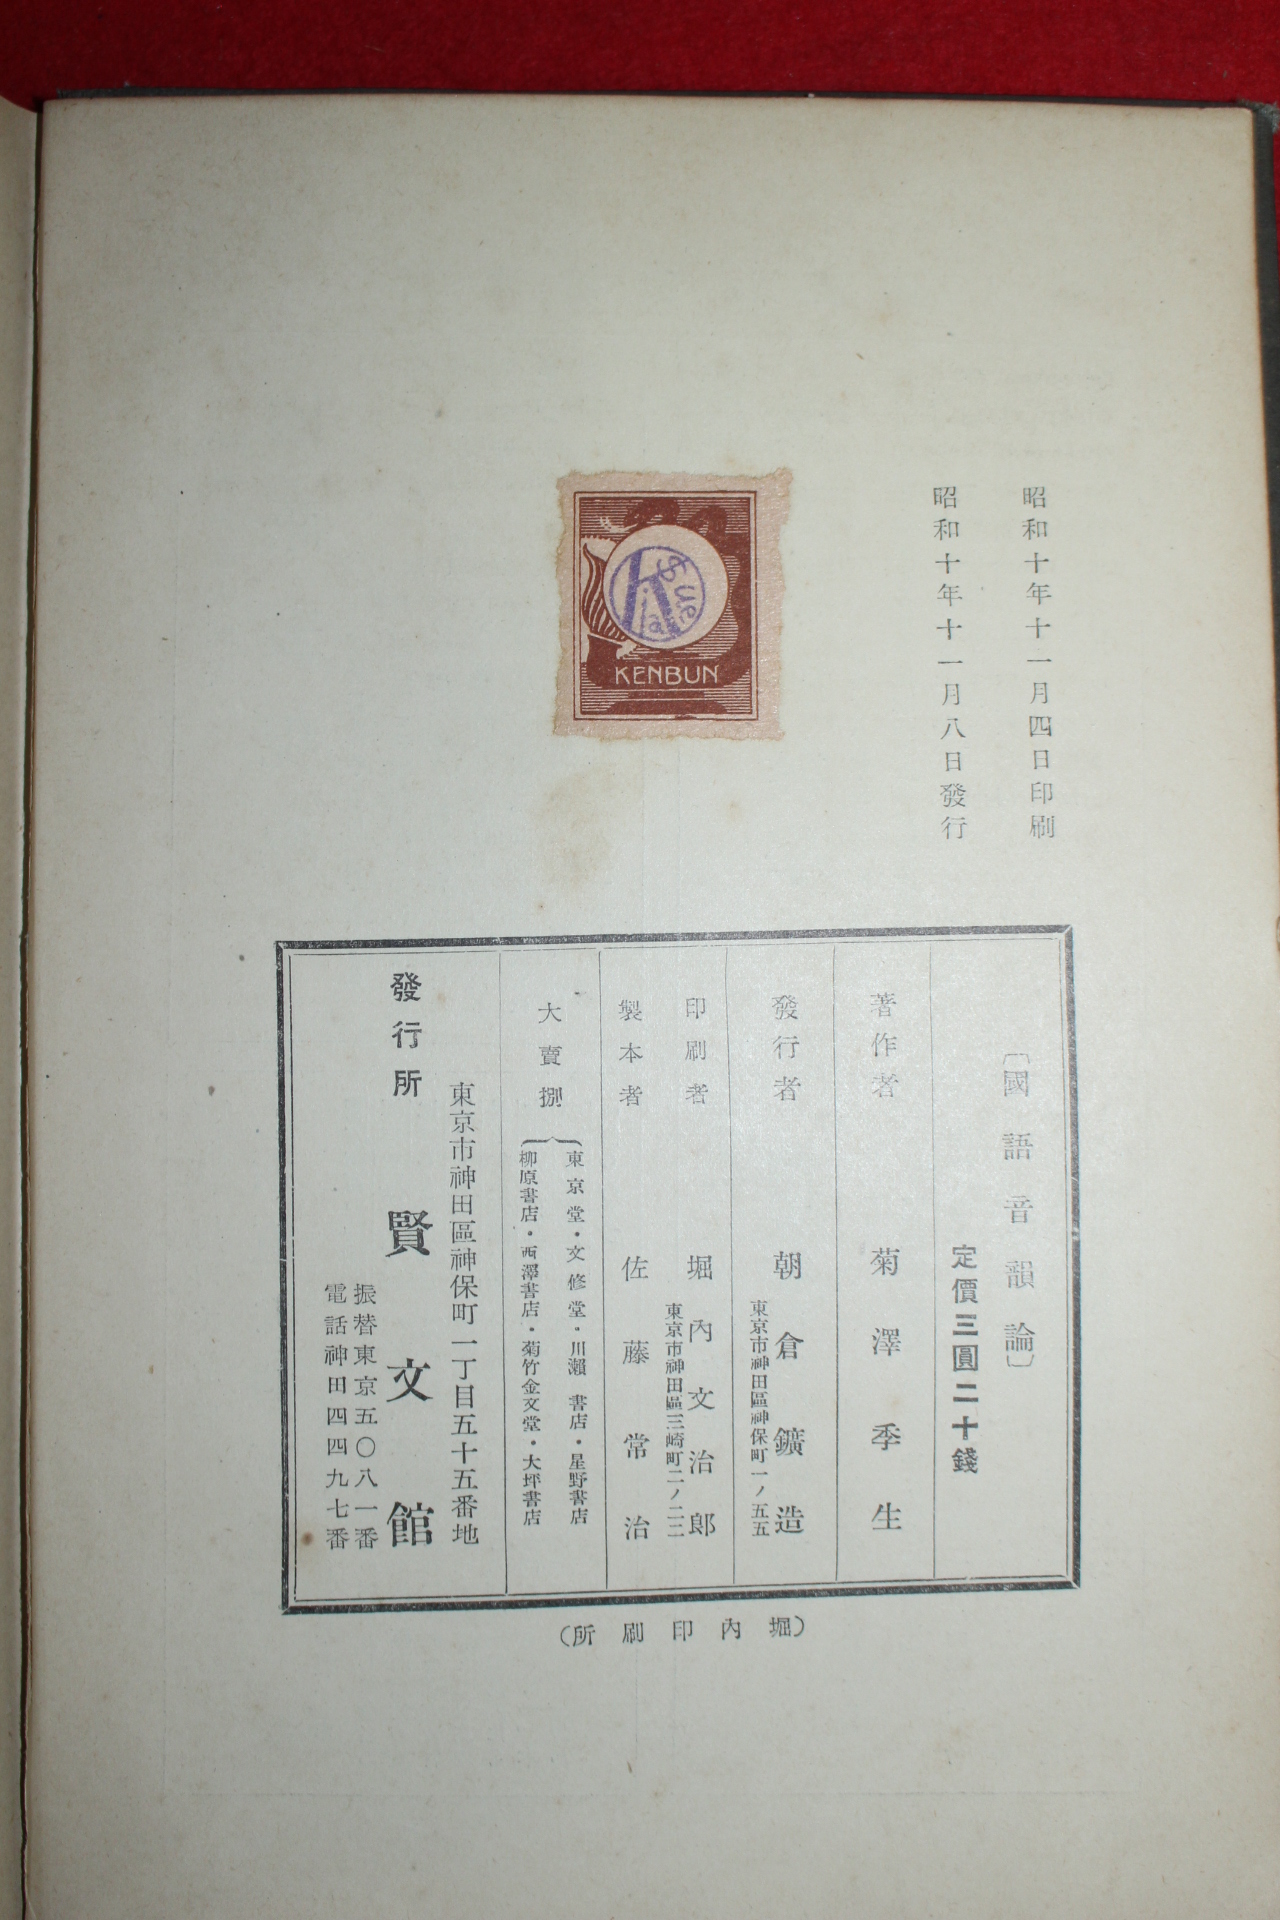 昭和十年十一月四日印刷
昭和十年十一月八日發行
KENBUN
〔國語音韻論〕
定價三圓二十錢
著作者 菊澤季生
發行者 朝倉鑛造
東京市神田區神保町一ノ五五
印刷者 堀內文治郎
東京市神田區三崎町二ノ二二
製本者 佐藤常治
大賣捌
東京堂・文修堂・川瀨書店・星野書店
柳原書店・西澤書店・菊竹金文堂・大坪書店
東京市神田區神保町一丁目五十五番地
發行所 賢文館
振替東京五〇八一番
電話神田四四九七番
(堀內印刷所)